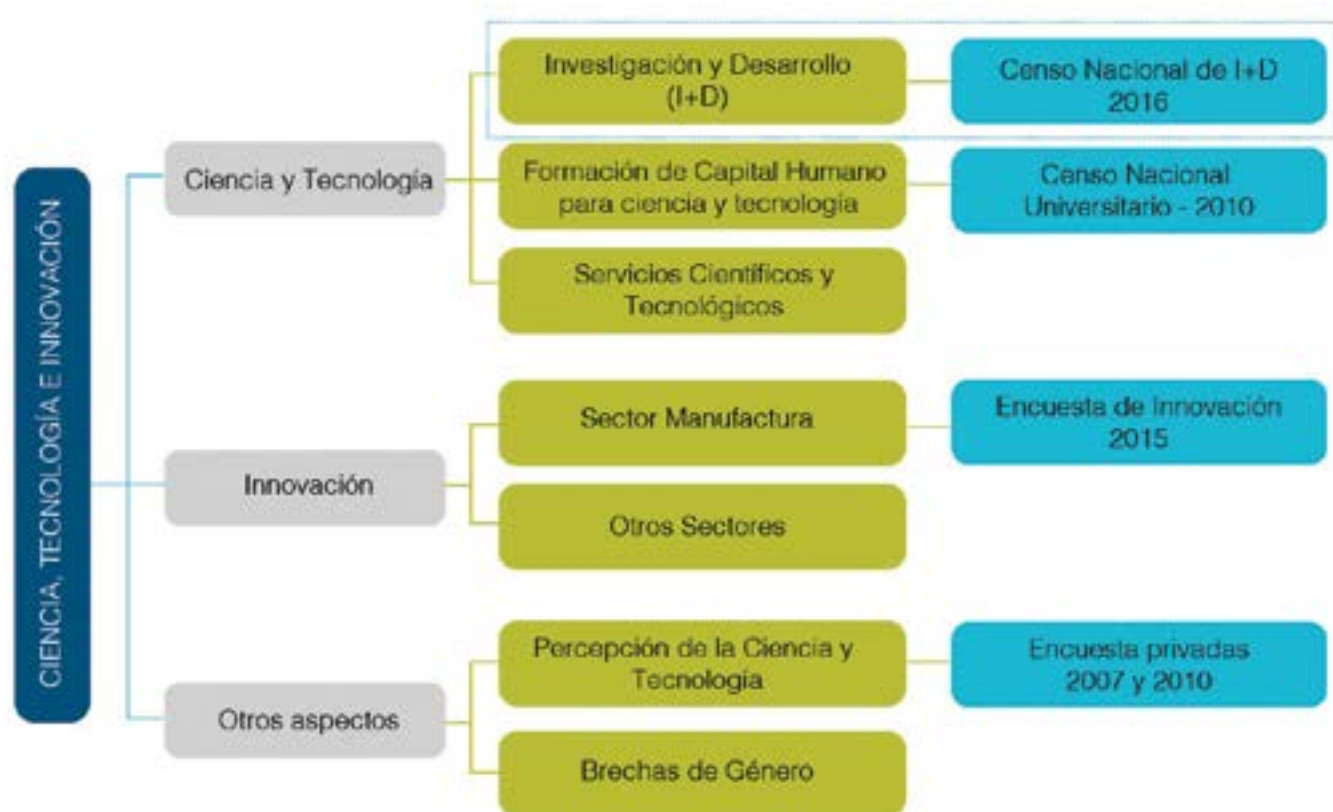 CIENCIA, TECNOLOGÍA E INNOVACIÓN
Ciencia y Tecnología
Investigación y Desarrollo
(I+D)
Censo Nacional de I+D
2016
Formación de Capital Humano
para ciencia y tecnología
Censo Nacional
Universitario - 2010
Servicios Científicos y
Tecnológicos
Innovación
Sector Manufactura
Encuesta de Innovación
2015
Otros Sectores
Otros aspectos
Percepción de la Ciencia y
Tecnología
Encuesta privadas
2007 y 2010
Brechas de Género